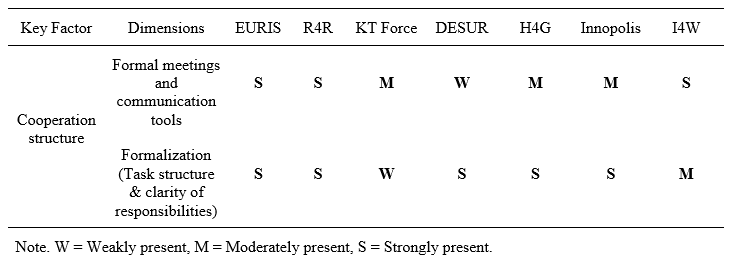 Key Factor Dimensions EURIS R4R KT Force DESUR H4G Innopolis I4W
Cooperation
structure
Formal meetings
and
communication
tools
S S M W M M S
Formalization
(Task structure
& clarity of
responsibilities)
S S W S S S M
Note. W = Weakly present, M = Moderately present, S = Strongly present.